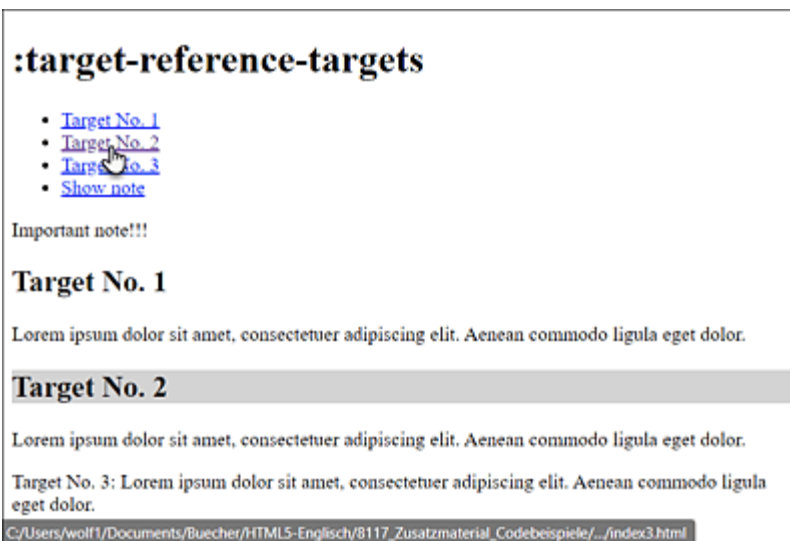 :target-reference-targets
Target No. 1
Target No. 2
Target No. 3
Show note
Important note!!!
Target No. 1
Lorem ipsum dolor sit amet, consectetuer adipiscing elit. Aenean commodo ligula eget dolor.
Target No. 2
Lorem ipsum dolor sit amet, consectetuer adipiscing elit. Aenean commodo ligula eget dolor.
Target No. 3: Lorem ipsum dolor sit amet, consectetuer adipiscing elit. Aenean commodo ligula
eget dolor.
C:/Users/wolf1/Documents/Buecher/HTML5-Englisch/8117_Zusatzmaterial_Codebeispiele/.../index3.html